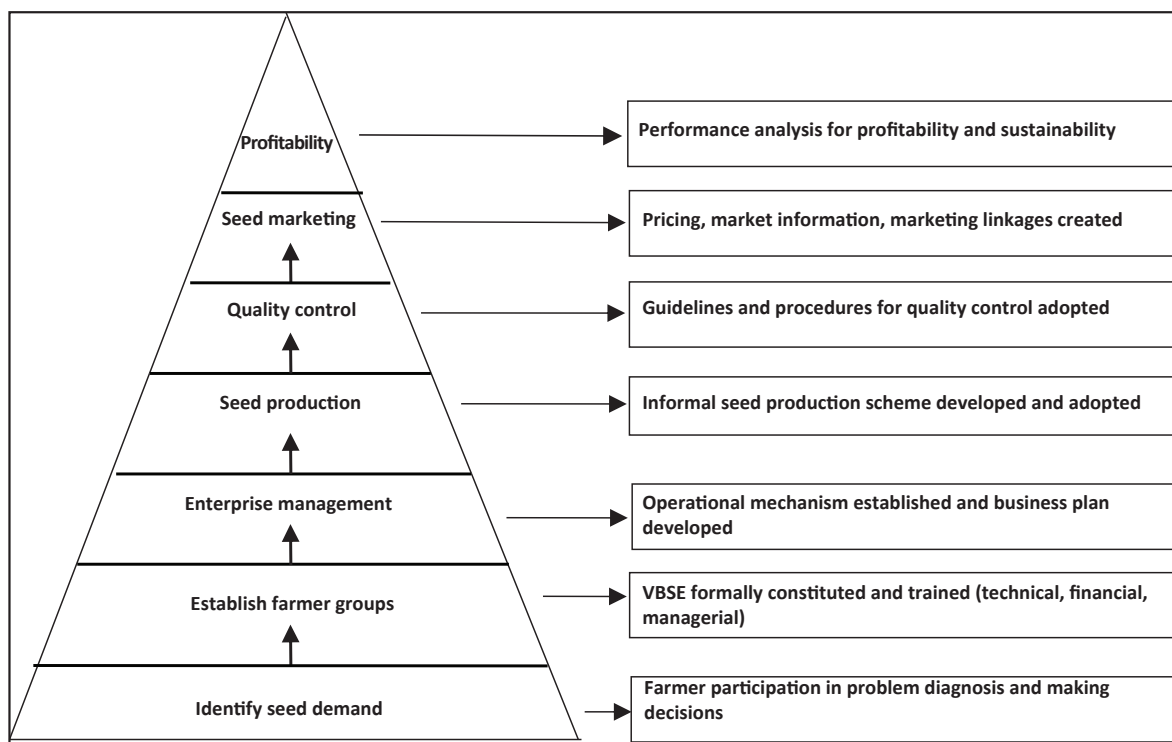 Profitability
Performance analysis for profitability and sustainability
Seed marketing
Pricing, market information, marketing linkages created
Quality control
Guidelines and procedures for quality control adopted
Seed production
Informal seed production scheme developed and adopted
Enterprise management
Operational mechanism established and business plan
developed
Establish farmer groups
VBSE formally constituted and trained (technical, financial,
managerial)
Identify seed demand
Farmer participation in problem diagnosis and making
decisions